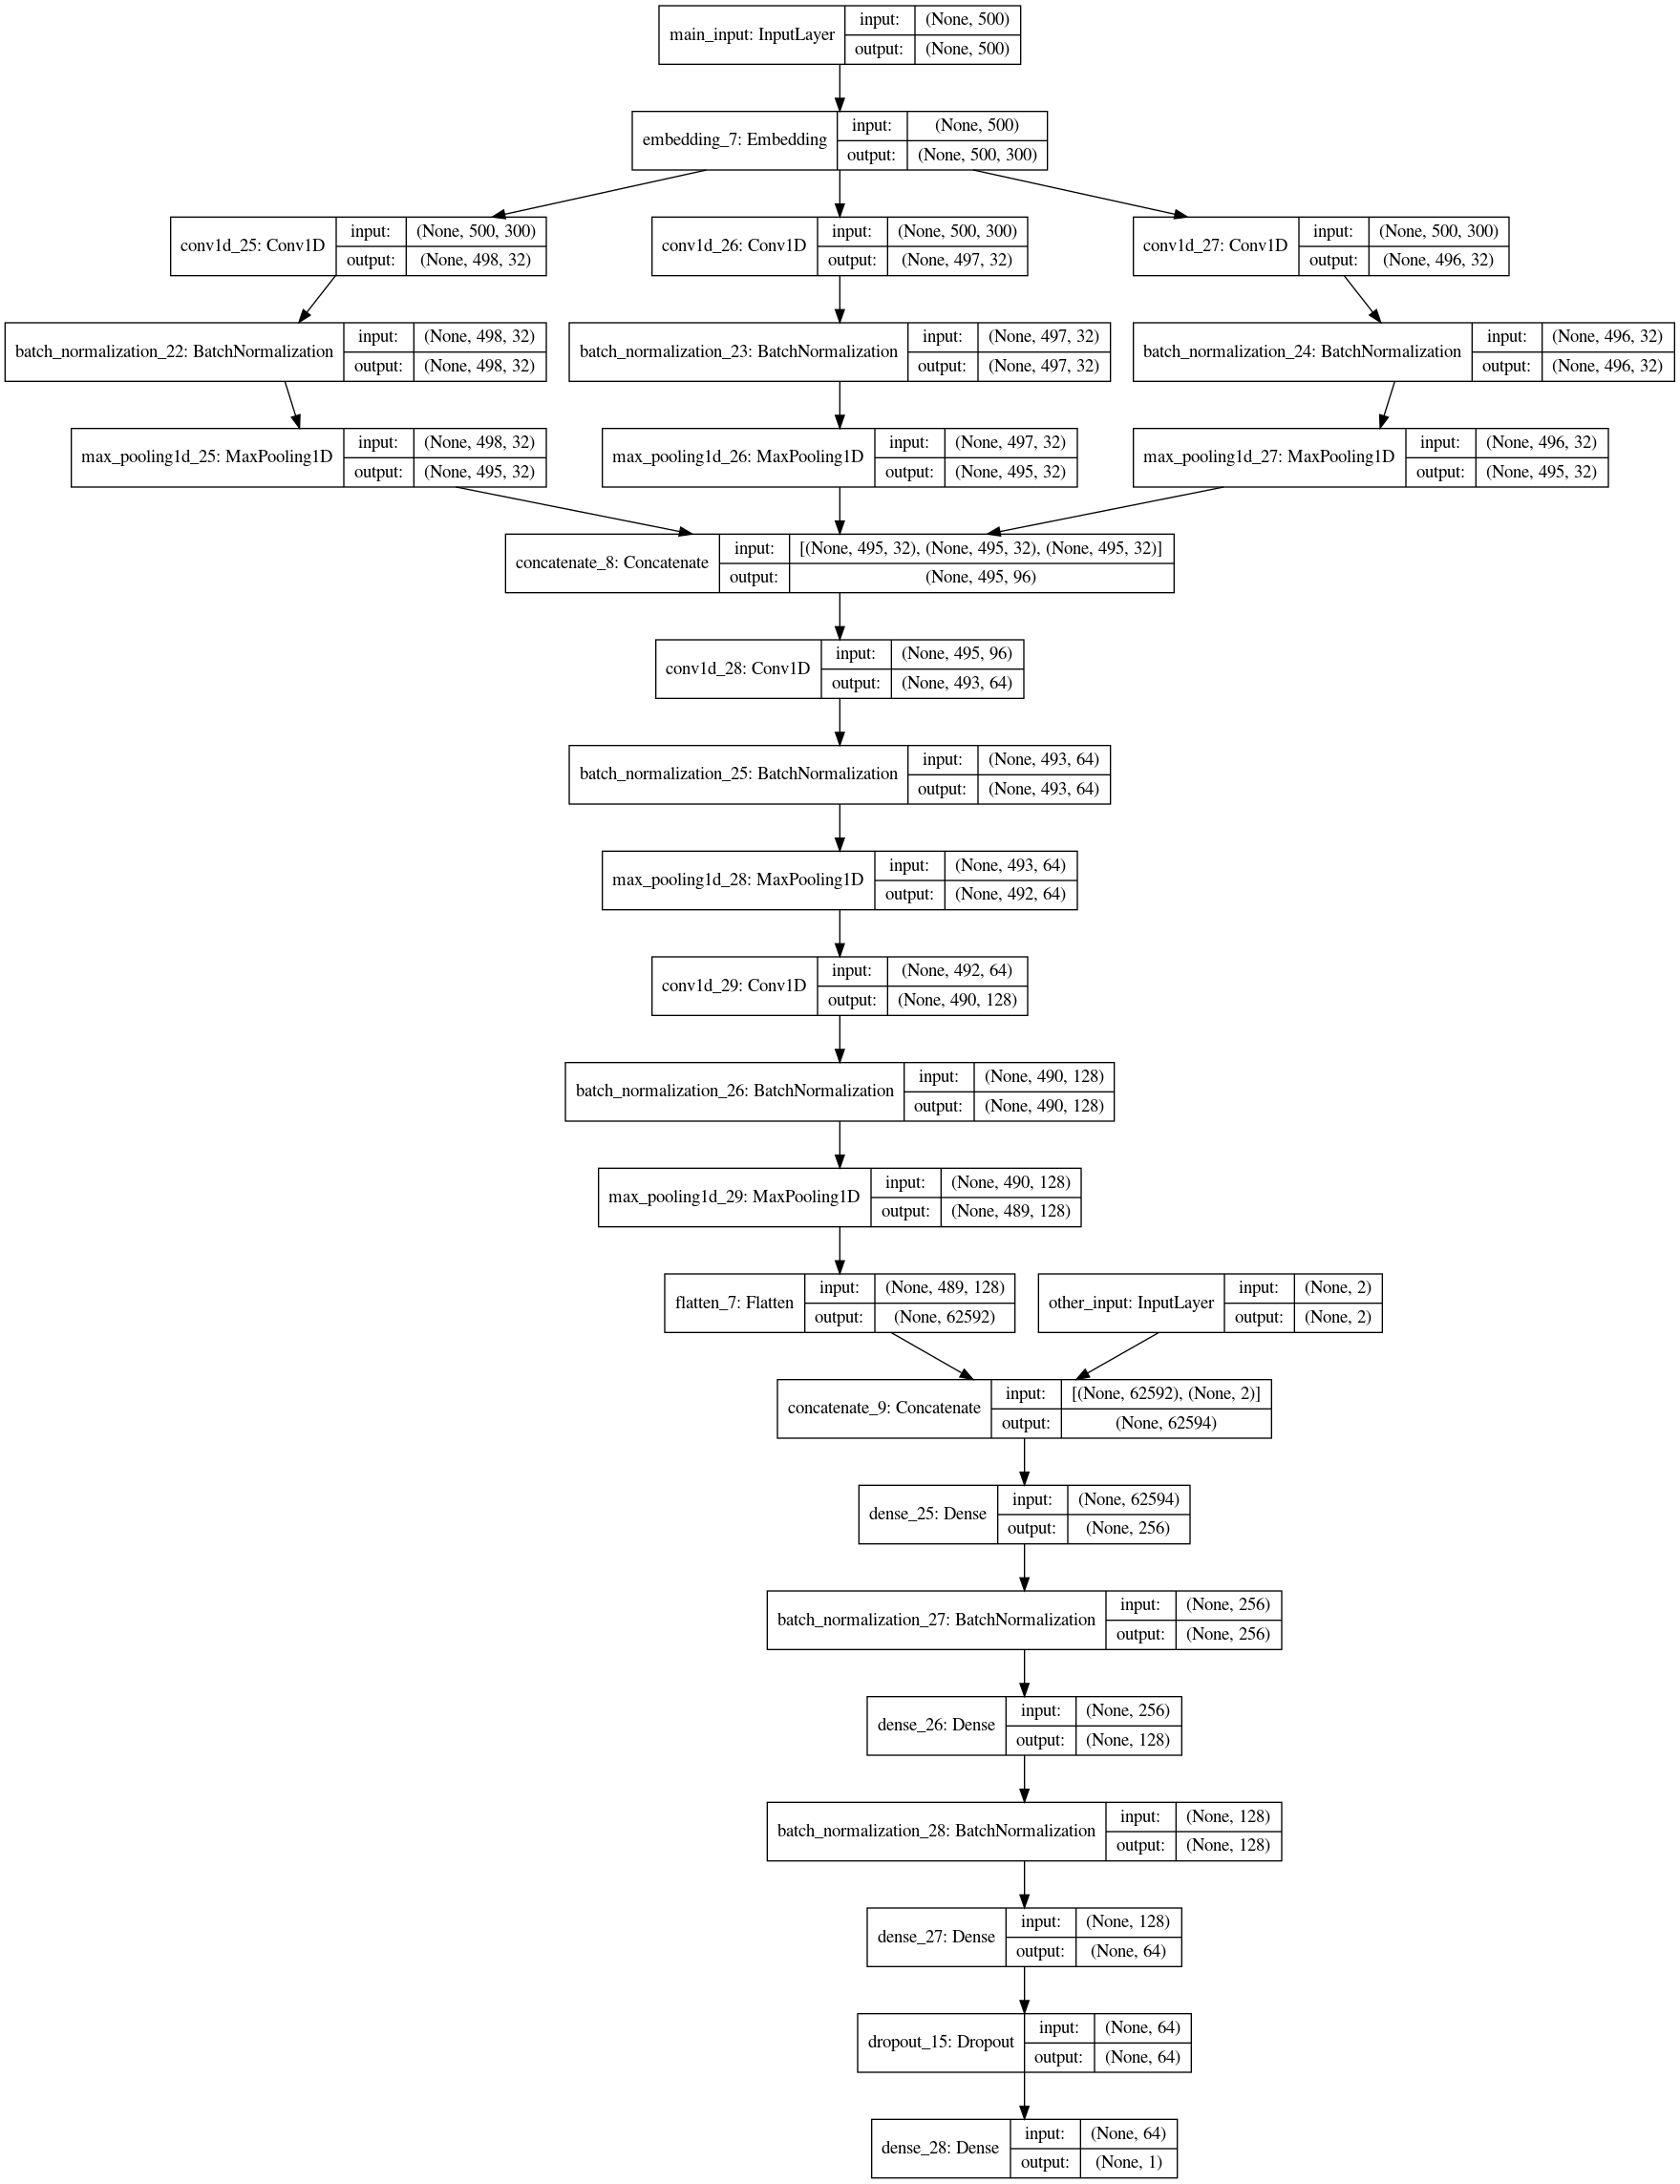 main_input: InputLayer
input: (None, 500)
output: (None, 500)
embedding_7: Embedding
input: (None, 500)
output: (None, 500, 300)
conv1d_25: Conv1D
input: (None, 500, 300)
output: (None, 498, 32)
conv1d_26: Conv1D
input: (None, 500, 300)
output: (None, 497, 32)
conv1d_27: Conv1D
input: (None, 500, 300)
output: (None, 496, 32)
batch_normalization_22: BatchNormalization
input: (None, 498, 32)
output: (None, 498, 32)
batch_normalization_23: BatchNormalization
input: (None, 497, 32)
output: (None, 497, 32)
batch_normalization_24: BatchNormalization
input: (None, 496, 32)
output: (None, 496, 32)
max_pooling1d_25: MaxPooling1D
input: (None, 498, 32)
output: (None, 495, 32)
max_pooling1d_26: MaxPooling1D
input: (None, 497, 32)
output: (None, 495, 32)
max_pooling1d_27: MaxPooling1D
input: (None, 496, 32)
output: (None, 495, 32)
concatenate_8: Concatenate
input: [(None, 495, 32), (None, 495, 32), (None, 495, 32)]
output: (None, 495, 96)
conv1d_28: Conv1D
input: (None, 495, 96)
output: (None, 493, 64)
batch_normalization_25: BatchNormalization
input: (None, 493, 64)
output: (None, 493, 64)
max_pooling1d_28: MaxPooling1D
input: (None, 493, 64)
output: (None, 492, 64)
conv1d_29: Conv1D
input: (None, 492, 64)
output: (None, 490, 128)
batch_normalization_26: BatchNormalization
input: (None, 490, 128)
output: (None, 490, 128)
max_pooling1d_29: MaxPooling1D
input: (None, 490, 128)
output: (None, 489, 128)
flatten_7: Flatten
input: (None, 489, 128)
output: (None, 62592)
other_input: InputLayer
input: (None, 2)
output: (None, 2)
concatenate_9: Concatenate
input: [(None, 62592), (None, 2)]
output: (None, 62594)
dense_25: Dense
input: (None, 62594)
output: (None, 256)
batch_normalization_27: BatchNormalization
input: (None, 256)
output: (None, 256)
dense_26: Dense
input: (None, 256)
output: (None, 128)
batch_normalization_28: BatchNormalization
input: (None, 128)
output: (None, 128)
dense_27: Dense
input: (None, 128)
output: (None, 64)
dropout_15: Dropout
input: (None, 64)
output: (None, 64)
dense_28: Dense
input: (None, 64)
output: (None, 1)